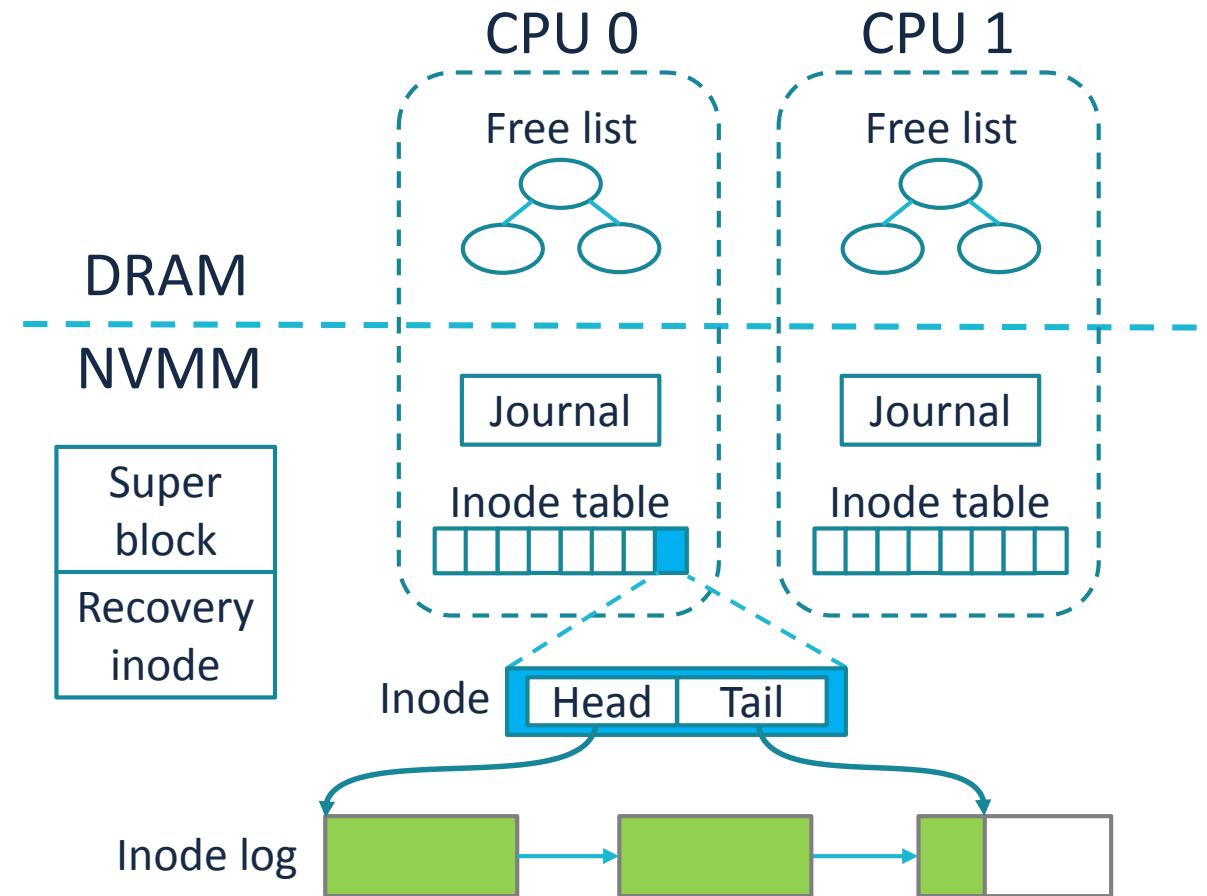 CPU 0
CPU 1
Free list
Free list
DRAM
NVMM
Journal
Journal
Super
block
Recovery
inode
Inode table
Inode table
Inode
Head
Tail
Inode log